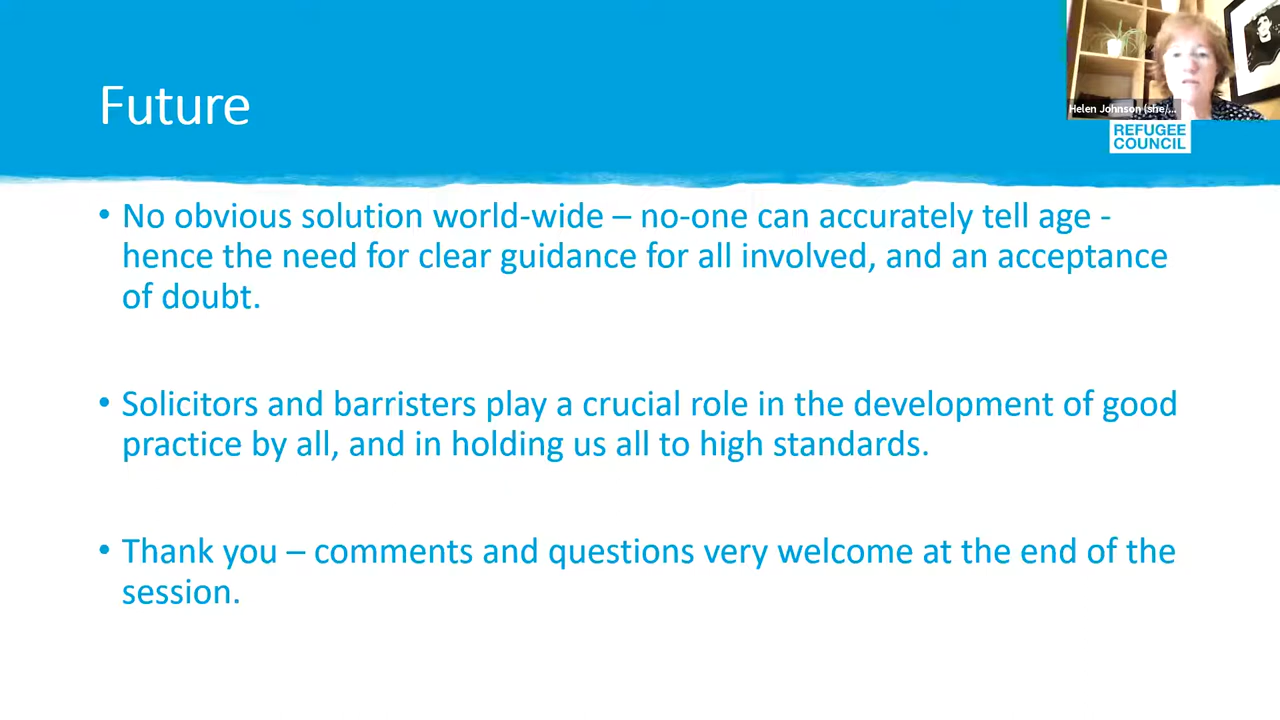 Future
Helen Johnson (she/...
REFUGEE
COUNCIL
• No obvious solution world-wide – no-one can accurately tell age -
hence the need for clear guidance for all involved, and an acceptance
of doubt.
• Solicitors and barristers play a crucial role in the development of good
practice by all, and in holding us all to high standards.
• Thank you – comments and questions very welcome at the end of the
session.